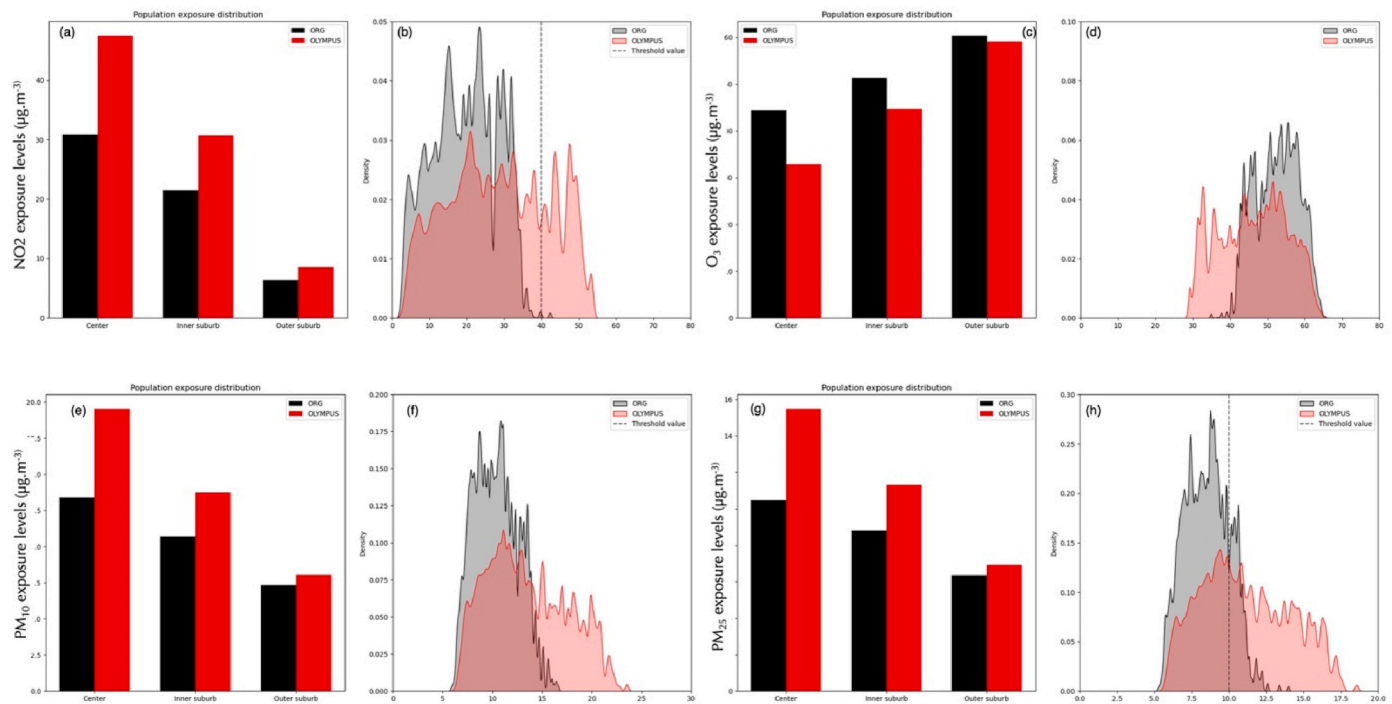 Population exposure distribution
(a)
ORG
OLYMPUS
NO2 exposure levels (µg.m⁻³)
40
30
20
10
0
Center
Inner suburb
Outer suburb
(b)
ORG
OLYMPUS
Threshold value
Density
0.05
0.04
0.03
0.02
0.01
0.00
0 10 20 30 40 50 60 70 80
Population exposure distribution
(c)
ORG
OLYMPUS
O₃ exposure levels (µg.m⁻³)
60
0
Center
Inner suburb
Outer suburb
(d)
ORG
OLYMPUS
Density
0.10
0.08
0.06
0.04
0.02
0.00
0 10 20 30 40 50 60 70 80
Population exposure distribution
(e)
ORG
OLYMPUS
PM₁₀ exposure levels (µg.m⁻³)
20.0
2.5
0.0
Center
Inner suburb
Outer suburb
(f)
ORG
OLYMPUS
Threshold value
Density
0.200
0.175
0.150
0.125
0.100
0.075
0.050
0.025
0.000
0 5 10 15 20 25 30
Population exposure distribution
(g)
ORG
OLYMPUS
PM₂₅ exposure levels (µg.m⁻³)
16
14
0
Center
Inner suburb
Outer suburb
(h)
ORG
OLYMPUS
Threshold value
Density
0.30
0.25
0.20
0.15
0.10
0.05
0.00
0.0 2.5 5.0 7.5 10.0 12.5 15.0 17.5 20.0